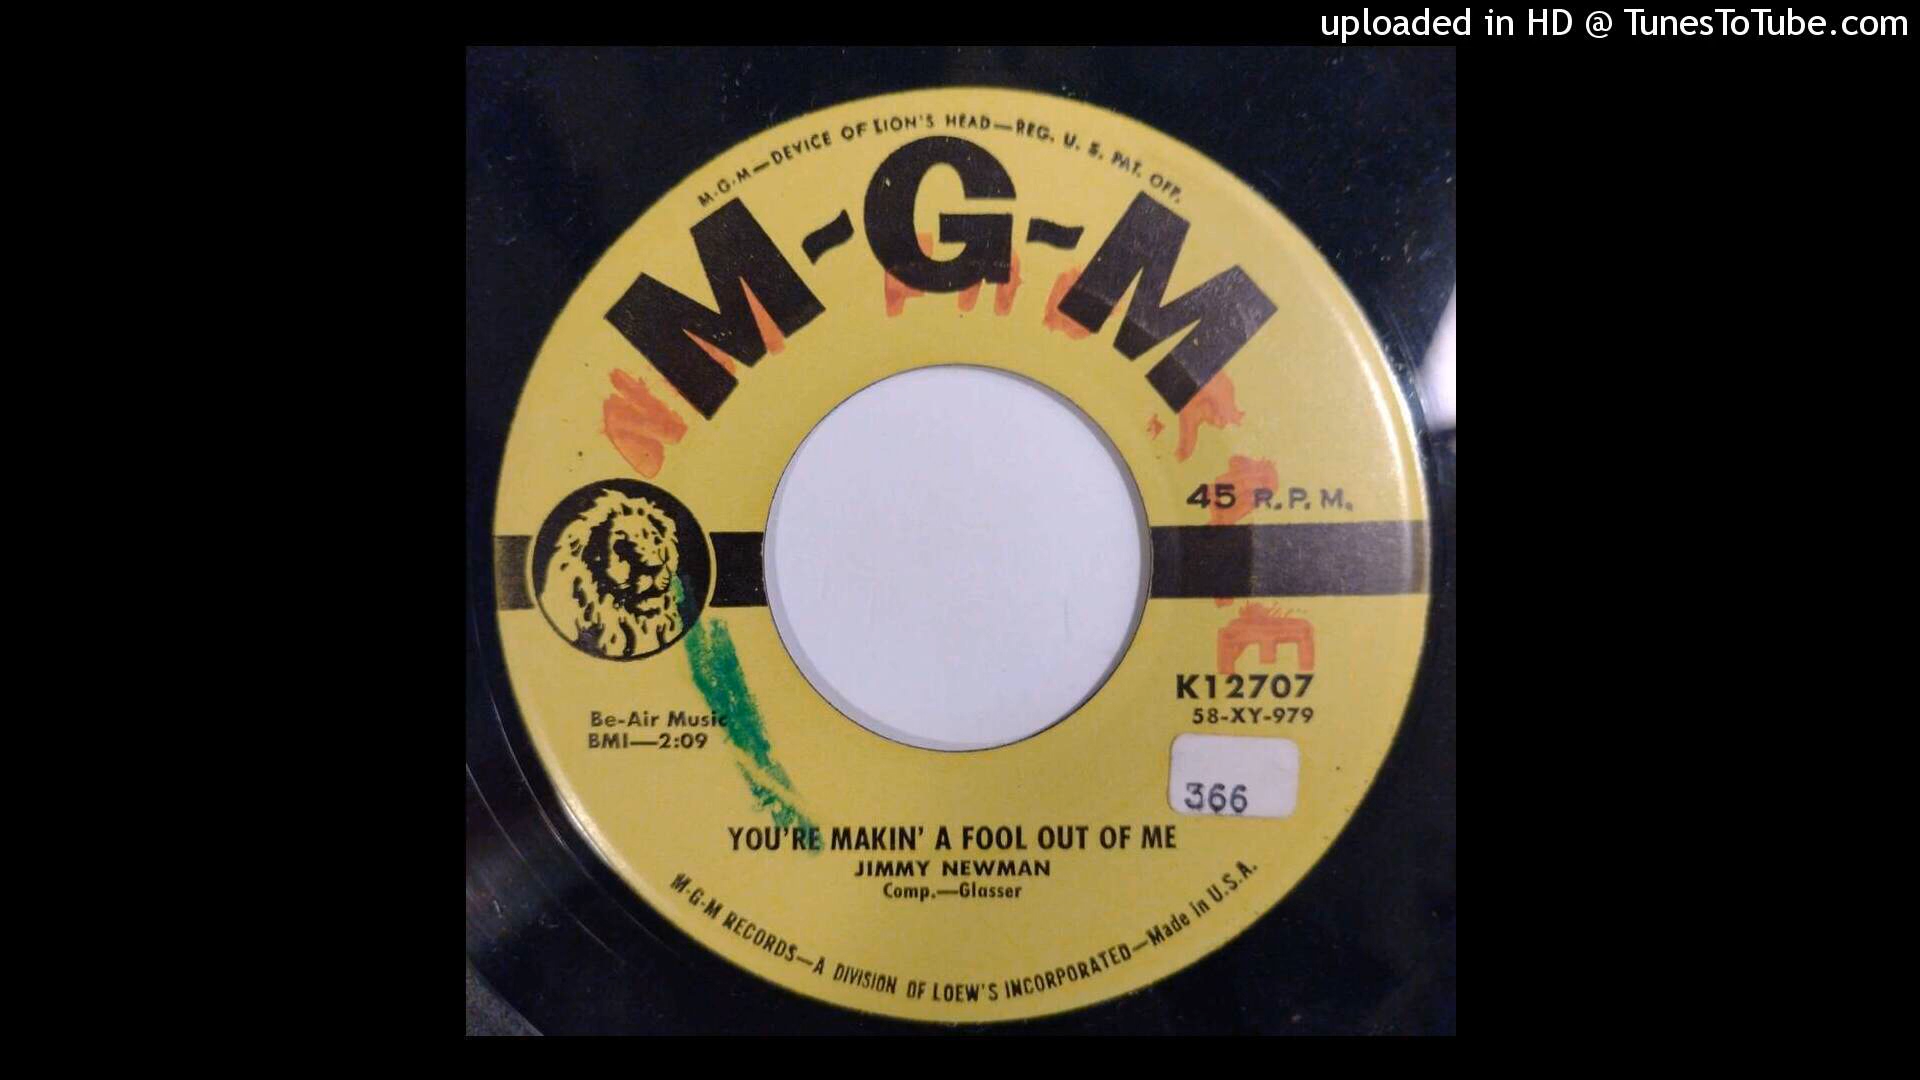 uploaded in HD @ TunesToTube.com
M-G-M—DEVICE OF LION'S HEAD—REG. U. S. PAT. OFF.
M-G-M
45 R.P.M.
K12707
58-XY-979
Be-Air Music
BMI—2:09
366
YOU'RE MAKIN' A FOOL OUT OF ME
JIMMY NEWMAN
Comp.—Glasser
M-G-M RECORDS—A DIVISION OF LOEW'S INCORPORATED—Made in U.S.A.